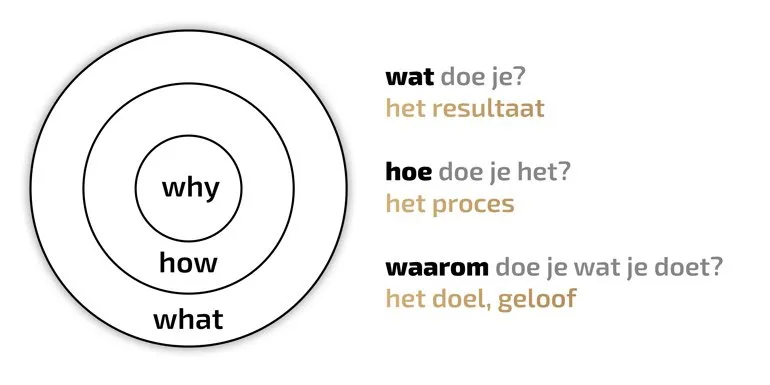 why
how
what
wat doe je?
het resultaat
hoe doe je het?
het proces
waarom doe je wat je doet?
het doel, geloof